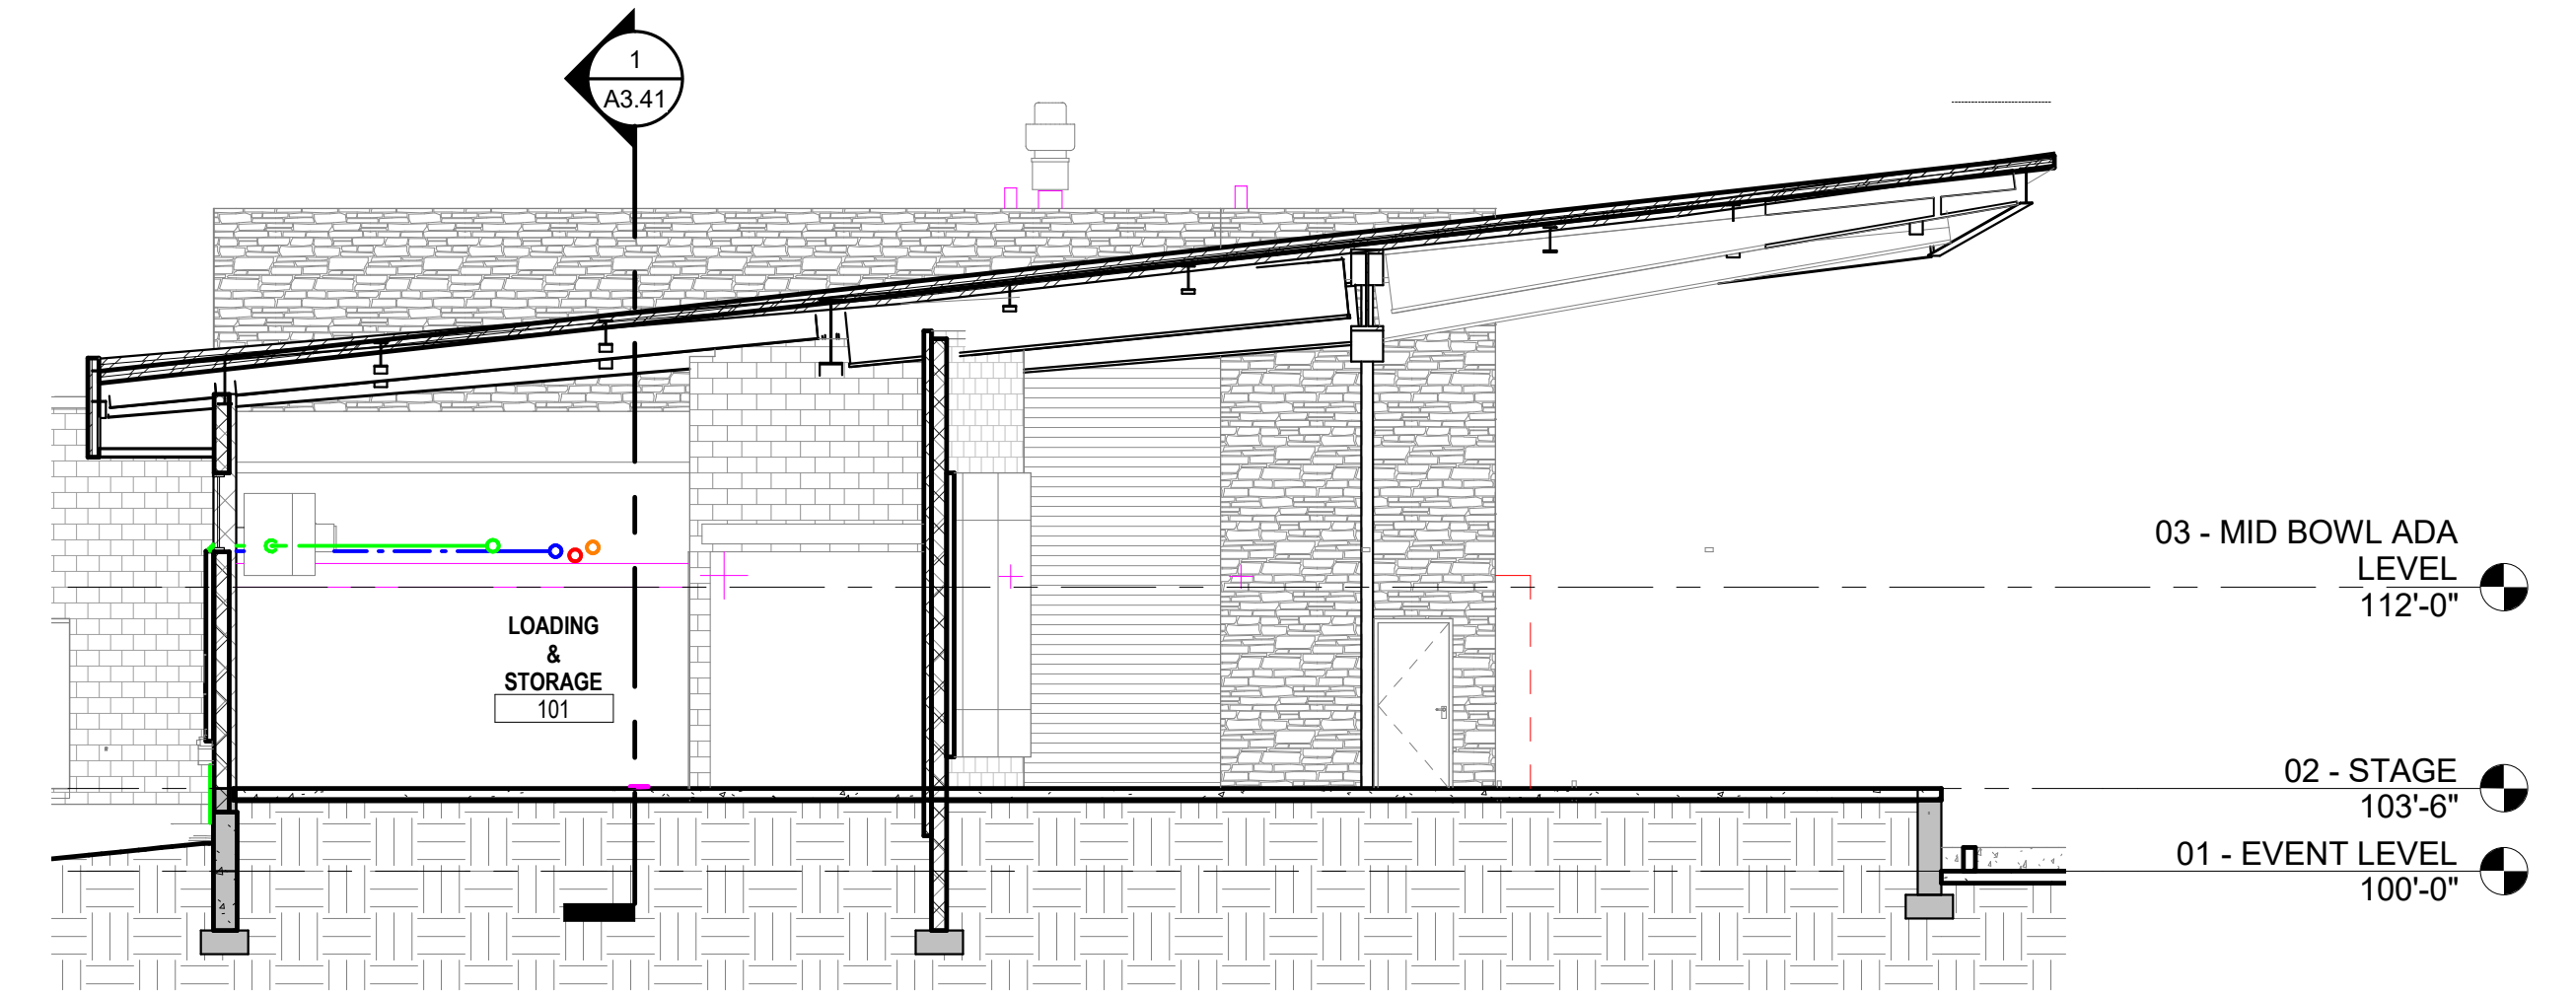 1
A3.41
03 - MID BOWL ADA
LEVEL
112'-0"
LOADING
&
STORAGE
101
02 - STAGE
103'-6"
01 - EVENT LEVEL
100'-0"